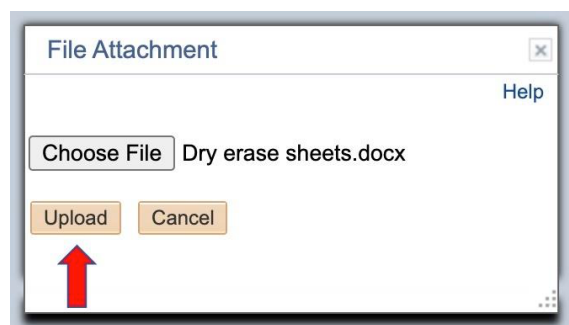 File Attachment
Help
Choose File Dry erase sheets.docx
Upload Cancel